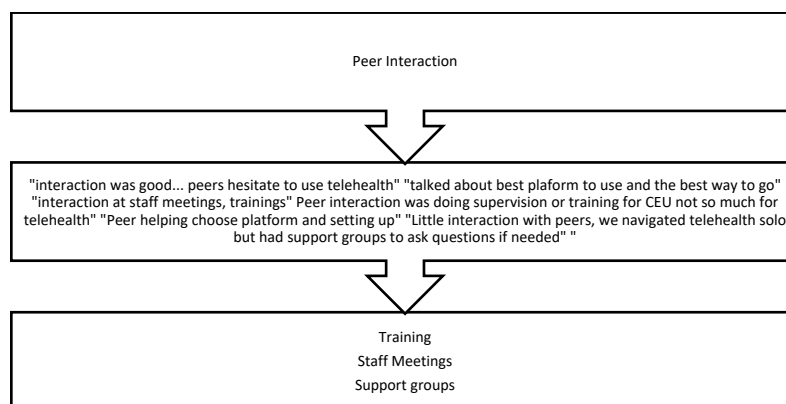 Peer Interaction
"interaction was good... peers hesitate to use telehealth" "talked about best plaform to use and the best way to go"
"interaction at staff meetings, trainings" Peer interaction was doing supervision or training for CEU not so much for
telehealth" "Peer helping choose platform and setting up" "Little interaction with peers, we navigated telehealth solo
but had support groups to ask questions if needed" "
Training
Staff Meetings
Support groups